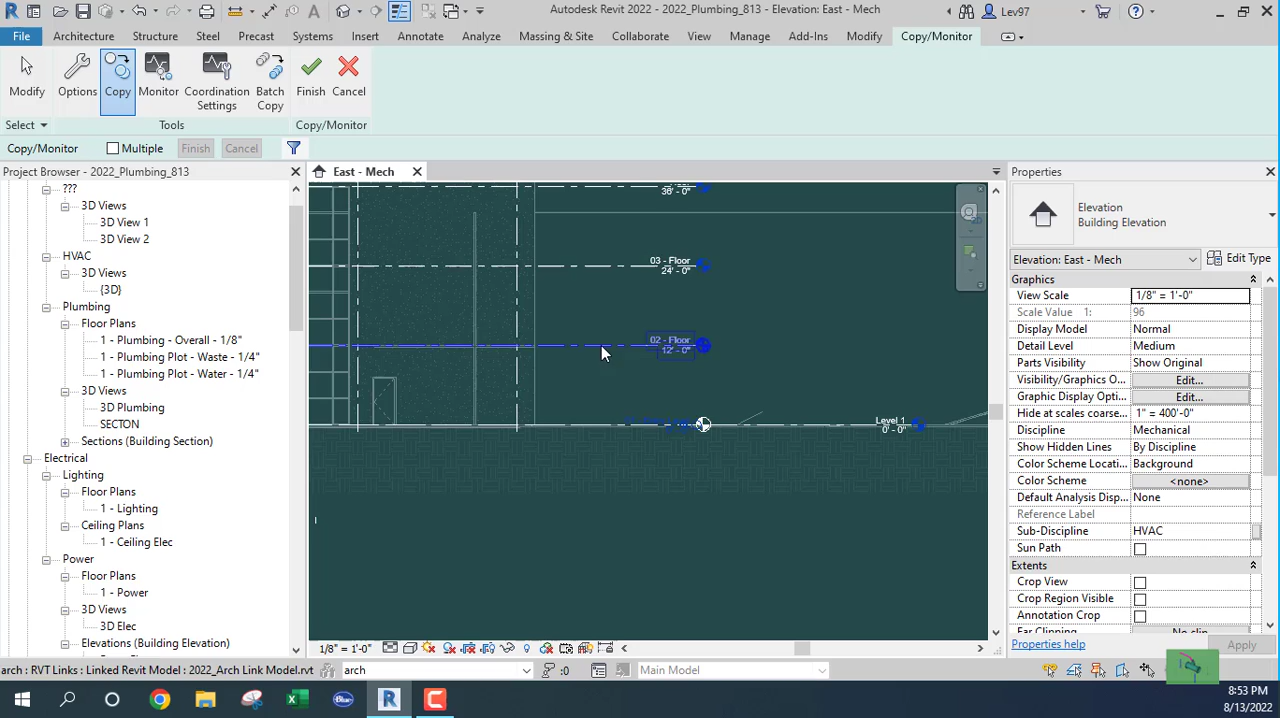 Autodesk Revit 2022 - 2022_Plumbing_813 - Elevation: East - Mech
Lev97
File
Architecture
Structure
Steel
Precast
Systems
Insert
Annotate
Analyze
Massing & Site
Collaborate
View
Manage
Add-Ins
Modify
Copy/Monitor
Modify
Options
Copy
Monitor
Coordination
Settings
Batch
Copy
Finish
Cancel
Select
Tools
Copy/Monitor
Copy/Monitor
Multiple
Finish
Cancel
Project Browser - 2022_Plumbing_813
???
3D Views
3D View 1
3D View 2
HVAC
3D Views
{3D}
Plumbing
Floor Plans
1 - Plumbing - Overall - 1/8"
1 - Plumbing Plot - Waste - 1/4"
1 - Plumbing Plot - Water - 1/4"
3D Views
3D Plumbing
SECTON
Sections (Building Section)
Electrical
Lighting
Floor Plans
1 - Lighting
Ceiling Plans
1 - Ceiling Elec
Power
Floor Plans
1 - Power
3D Views
3D Elec
Elevations (Building Elevation)
East - Mech
36' - 0"
03 - Floor
24' - 0"
02 - Floor
12' - 0"
Level 1
0' - 0"
1/8" = 1'-0"
Properties
Elevation
Building Elevation
Elevation: East - Mech
Edit Type
Graphics
View Scale 1/8" = 1'-0"
Scale Value 1: 96
Display Model Normal
Detail Level Medium
Parts Visibility Show Original
Visibility/Graphics O... Edit...
Graphic Display Opti... Edit...
Hide at scales coarse... 1" = 400'-0"
Discipline Mechanical
Show Hidden Lines By Discipline
Color Scheme Locati... Background
Color Scheme <none>
Default Analysis Disp... None
Reference Label
Sub-Discipline HVAC
Sun Path
Extents
Crop View
Crop Region Visible
Annotation Crop
Properties help
Apply
arch : RVT Links : Linked Revit Model : 2022_Arch Link Model.rvt
arch
:0
Main Model
8:53 PM
8/13/2022